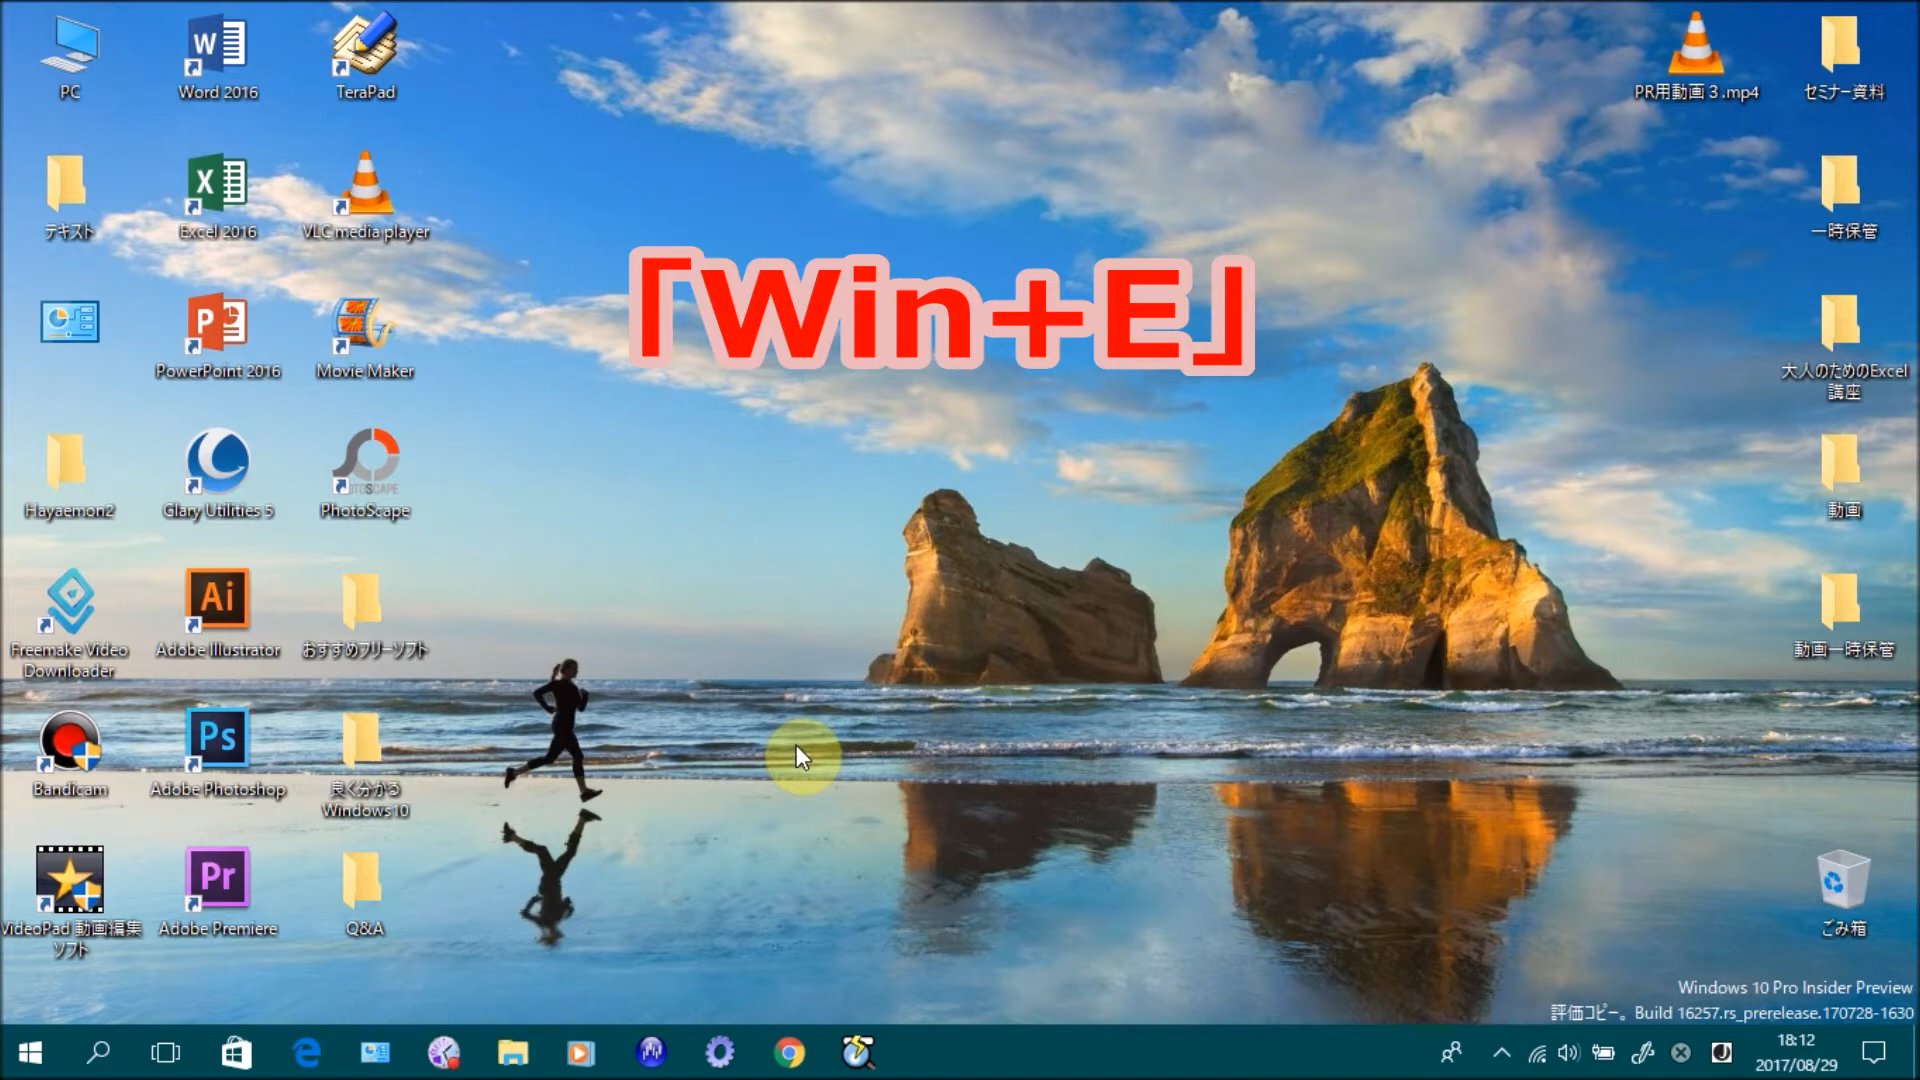 「Win+E」
PC
Word 2016
TeraPad
PR用動画３.mp4
セミナー資料
テキスト
Excel 2016
VLC media player
一時保管
PowerPoint 2016
Movie Maker
大人のためのExcel
講座
Hayaemon2
Glary Utilities 5
PHOTOSCAPE
PhotoScape
動画
Ai
Freemake Video
Downloader
Adobe Illustrator
おすすめフリーソフト
動画一時保管
Ps
Bandicam
Adobe Photoshop
良く分かる
Windows10
Pr
VideoPad 動画編集
ソフト
Adobe Premiere
Q&A
ごみ箱
Windows 10 Pro Insider Preview
評価コピー。Build 16257.rs_prerelease.170728-1630
18:12
2017/08/29